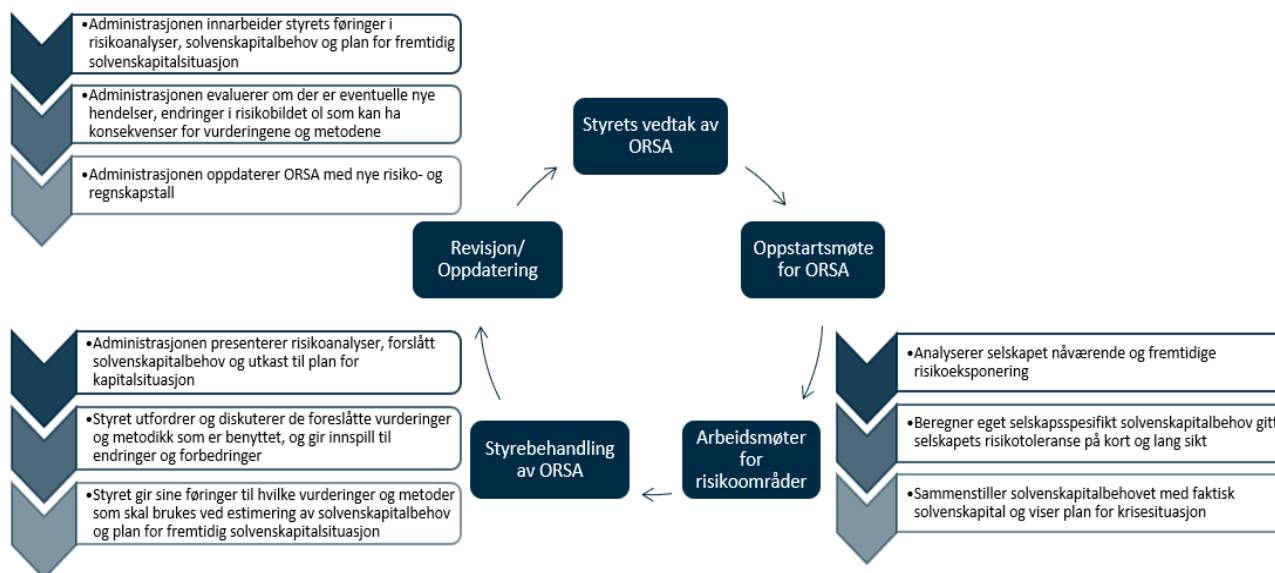 •Administrasjonen innarbeider styrets føringer i
risikoanalyser, solvenskapitalbehov og plan for fremtidig
solvenskapitalsituasjon
•Administrasjonen evaluerer om der er eventuelle nye
hendelser, endringer i risikobildet ol som kan ha
konsekvenser for vurderingene og metodene
•Administrasjonen oppdaterer ORSA med nye risiko- og
regnskapstall
Styrets vedtak av
ORSA
Revisjon/
Oppdatering
Oppstartsmøte
for ORSA
•Administrasjonen presenterer risikoanalyser, forslått
solvenskapitalbehov og utkast til plan for
kapitalsituasjon
•Styret utfordrer og diskuterer de foreslåtte vurderinger
og metodikk som er benyttet, og gir innspill til
endringer og forbedringer
•Styret gir sine føringer til hvilke vurderinger og metoder
som skal brukes ved estimering av solvenskapitalbehov
og plan for fremtidig solvenskapitalsituasjon
Styrebehandling
av ORSA
Arbeidsmøter
for
risikoområder
•Analyserer selskapet nåværende og fremtidige
risikoeksponering
•Beregner eget selskapsspesifikt solvenskapitalbehov gitt
selskapets risikotoleranse på kort og lang sikt
•Sammenstiller solvenskapitalbehovet med faktisk
solvenskapital og viser plan for krisesituasjon